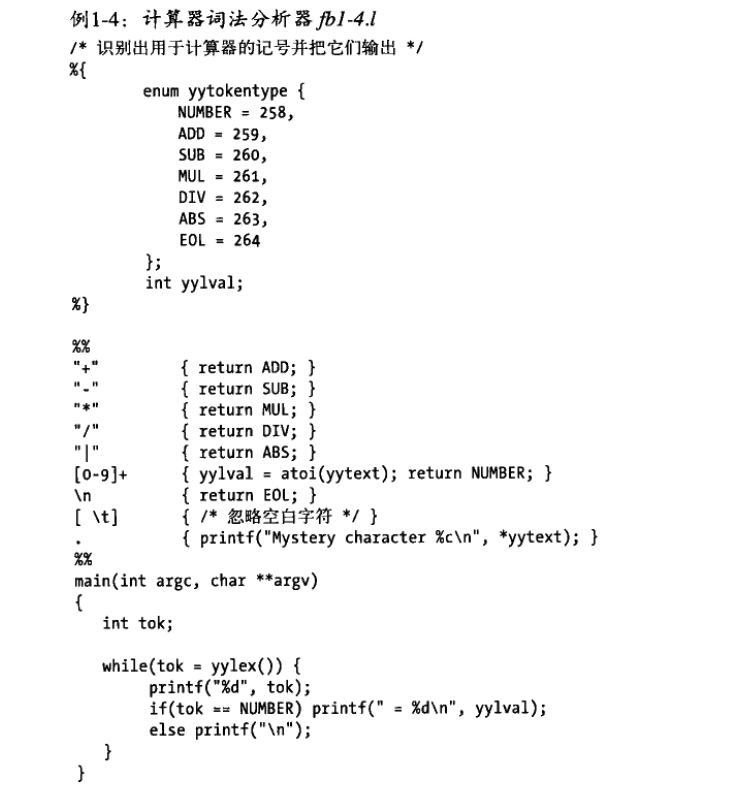 例1-4：计算器词法分析器 fb1-4.l
/* 识别出用于计算器的记号并把它们输出 */
%{
        enum yytokentype {
            NUMBER = 258,
            ADD = 259,
            SUB = 260,
            MUL = 261,
            DIV = 262,
            ABS = 263,
            EOL = 264
        };
        int yylval;
%}

%%
"+"         { return ADD; }
"-"         { return SUB; }
"*"         { return MUL; }
"/"         { return DIV; }
"|"         { return ABS; }
[0-9]+      { yylval = atoi(yytext); return NUMBER; }
\n          { return EOL; }
[ \t]       { /* 忽略空白字符 */ }
.           { printf("Mystery character %c\n", *yytext); }
%%
main(int argc, char **argv)
{
   int tok;

   while(tok = yylex()) {
        printf("%d", tok);
        if(tok == NUMBER) printf(" = %d\n", yylval);
        else printf("\n");
   }
}